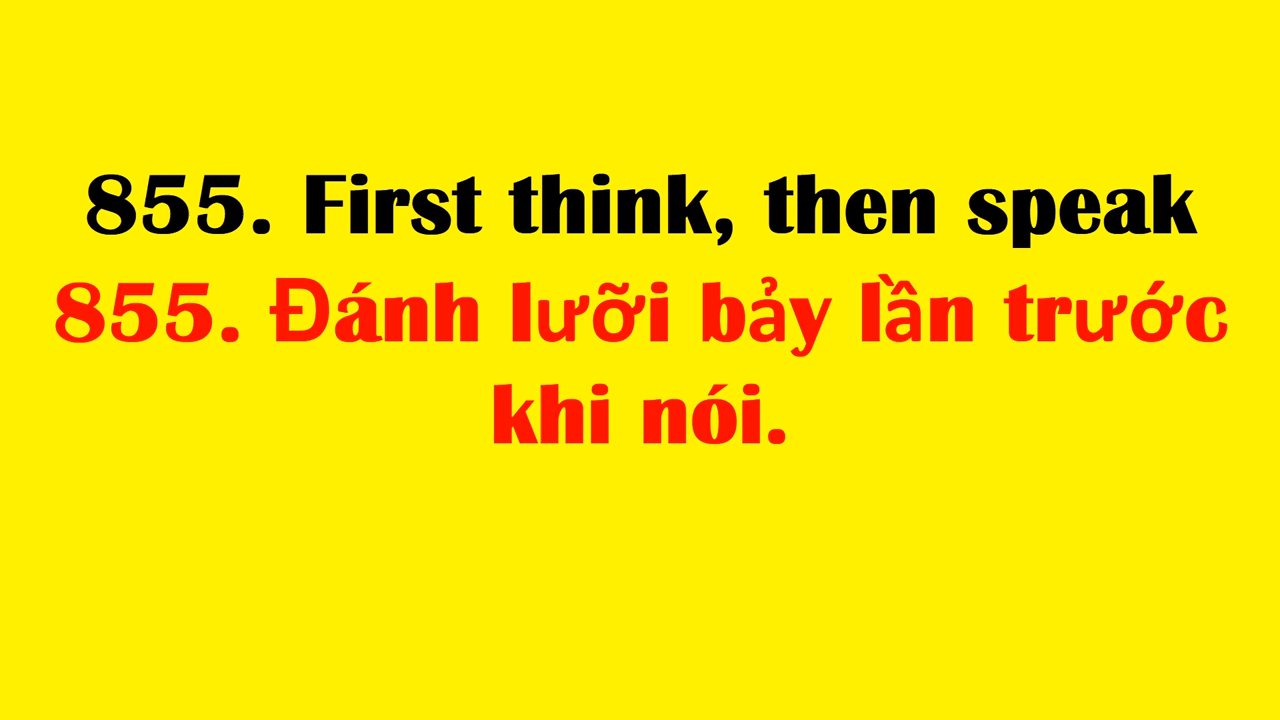 855. First think, then speak
855. Đánh lưỡi bảy lần trước
khi nói.